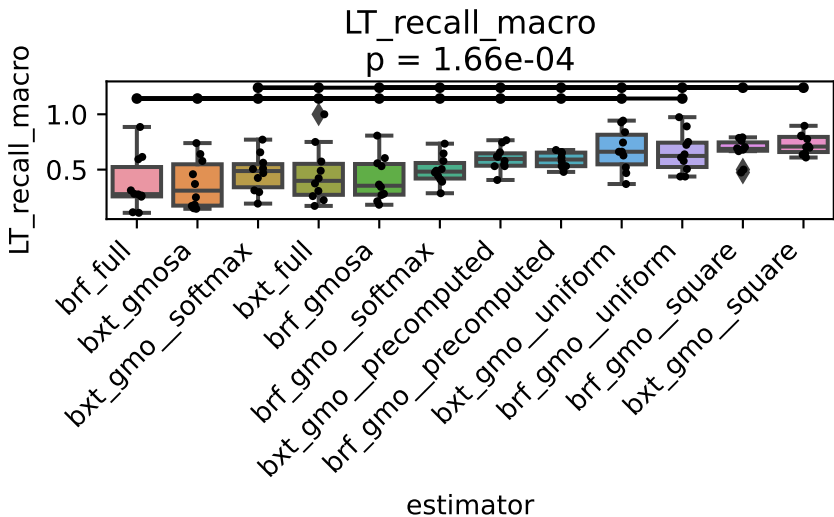 LT_recall_macro
p = 1.66e-04
LT_recall_macro
1.0
0.5
brf_full
bxt_gmosa
bxt_gmo__softmax
bxt_full
brf_gmosa
brf_gmo__softmax
bxt_gmo__precomputed
brf_gmo__precomputed
bxt_gmo__uniform
brf_gmo__uniform
brf_gmo__square
bxt_gmo__square
estimator